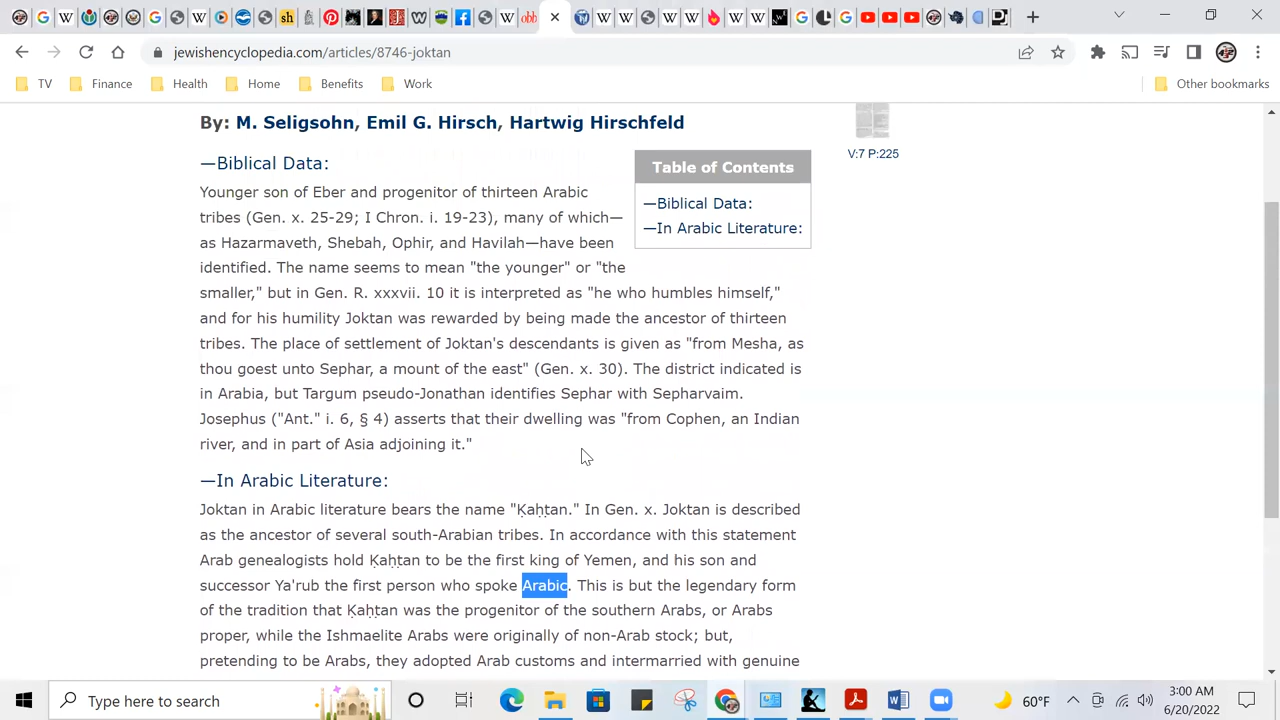 W
W
sh
W
W
obb
W
W
W
W
W
W
jewishencyclopedia.com/articles/8746-joktan
TV
Finance
Health
Home
Benefits
Work
Other bookmarks
By: M. Seligsohn, Emil G. Hirsch, Hartwig Hirschfeld
V:7 P:225
—Biblical Data:
Table of Contents
—Biblical Data:
—In Arabic Literature:
Younger son of Eber and progenitor of thirteen Arabic
tribes (Gen. x. 25-29; I Chron. i. 19-23), many of which—
as Hazarmaveth, Shebah, Ophir, and Havilah—have been
identified. The name seems to mean "the younger" or "the
smaller," but in Gen. R. xxxvii. 10 it is interpreted as "he who humbles himself,"
and for his humility Joktan was rewarded by being made the ancestor of thirteen
tribes. The place of settlement of Joktan's descendants is given as "from Mesha, as
thou goest unto Sephar, a mount of the east" (Gen. x. 30). The district indicated is
in Arabia, but Targum pseudo-Jonathan identifies Sephar with Sepharvaim.
Josephus ("Ant." i. 6, § 4) asserts that their dwelling was "from Cophen, an Indian
river, and in part of Asia adjoining it."
—In Arabic Literature:
Joktan in Arabic literature bears the name "Ḳaḥṭan." In Gen. x. Joktan is described
as the ancestor of several south-Arabian tribes. In accordance with this statement
Arab genealogists hold Ḳaḥṭan to be the first king of Yemen, and his son and
successor Ya'rub the first person who spoke Arabic. This is but the legendary form
of the tradition that Ḳaḥṭan was the progenitor of the southern Arabs, or Arabs
proper, while the Ishmaelite Arabs were originally of non-Arab stock; but,
pretending to be Arabs, they adopted Arab customs and intermarried with genuine
Type here to search
60°F
3:00 AM
6/20/2022